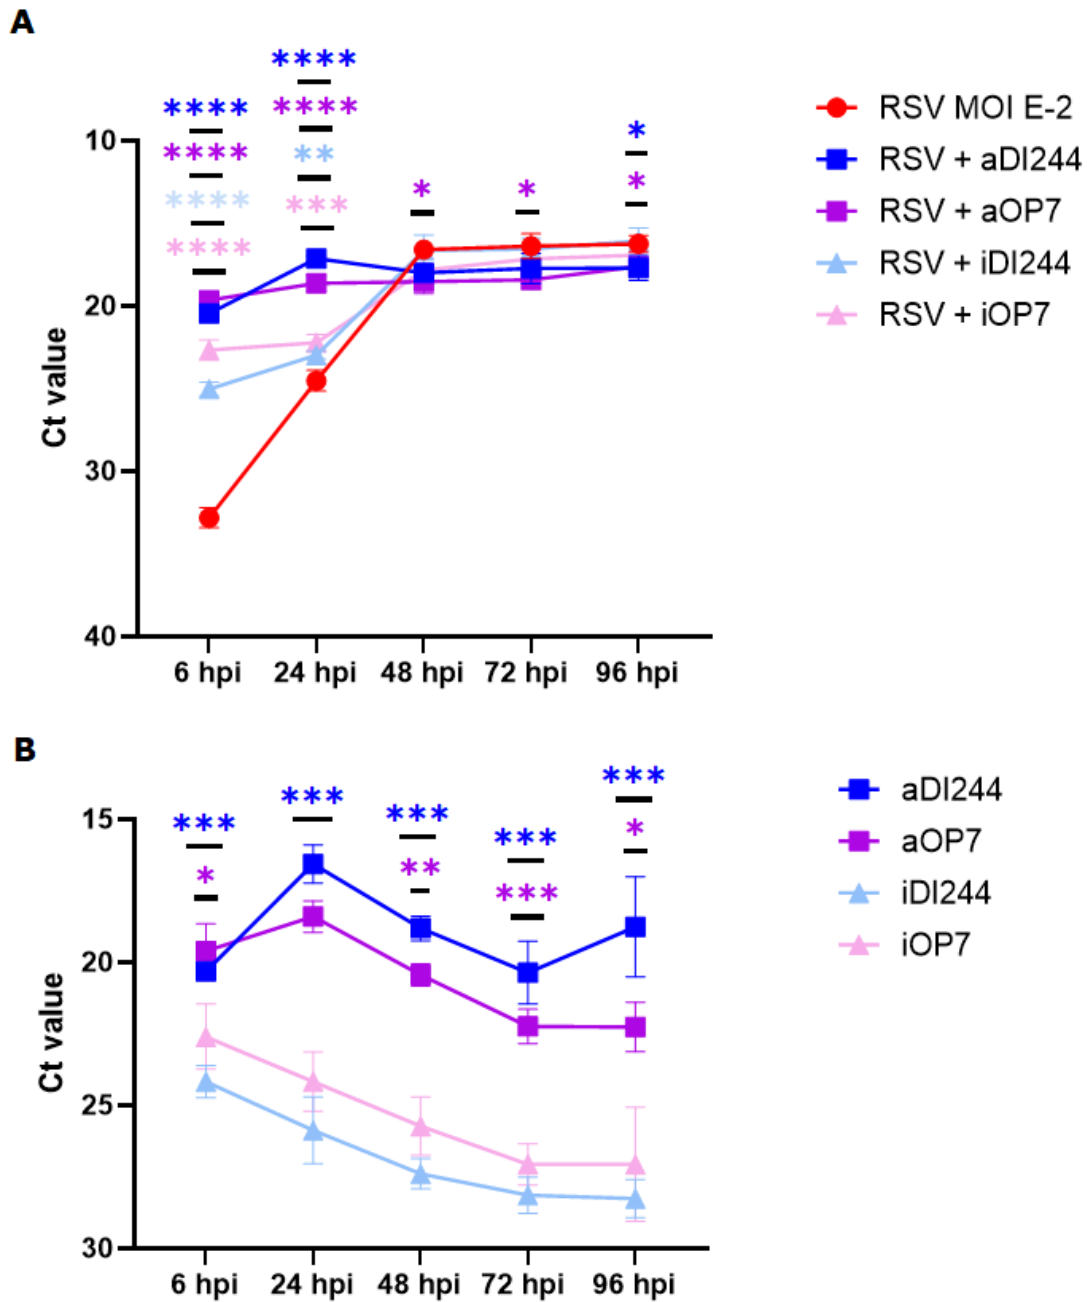 A
**** ****
**** ****
**** **
**** ***
* * *
*
10
20
30
40
Ct value
6 hpi 24 hpi 48 hpi 72 hpi 96 hpi
RSV MOI E-2
RSV + aDI244
RSV + aOP7
RSV + iDI244
RSV + iOP7
B
*** *** *** *** ***
* ** *** *
15
20
25
30
Ct value
6 hpi 24 hpi 48 hpi 72 hpi 96 hpi
aDI244
aOP7
iDI244
iOP7